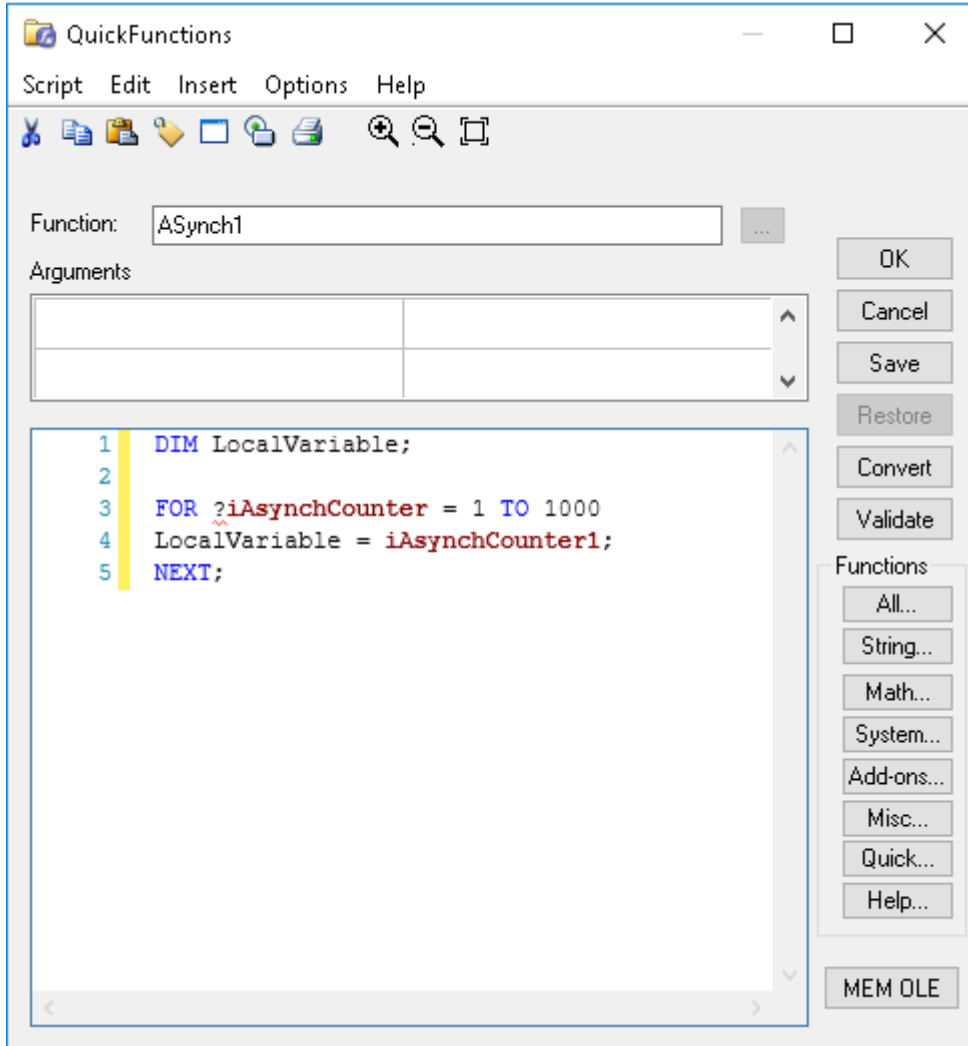 QuickFunctions
Script Edit Insert Options Help
Function: ASynch1 ...
Arguments
OK
Cancel
Save
Restore
Convert
Validate
1 DIM LocalVariable;
2
3 FOR ?iAsynchCounter = 1 TO 1000
4 LocalVariable = iAsynchCounter1;
5 NEXT;
Functions
All...
String...
Math...
System...
Add-ons...
Misc...
Quick...
Help...
MEM OLE